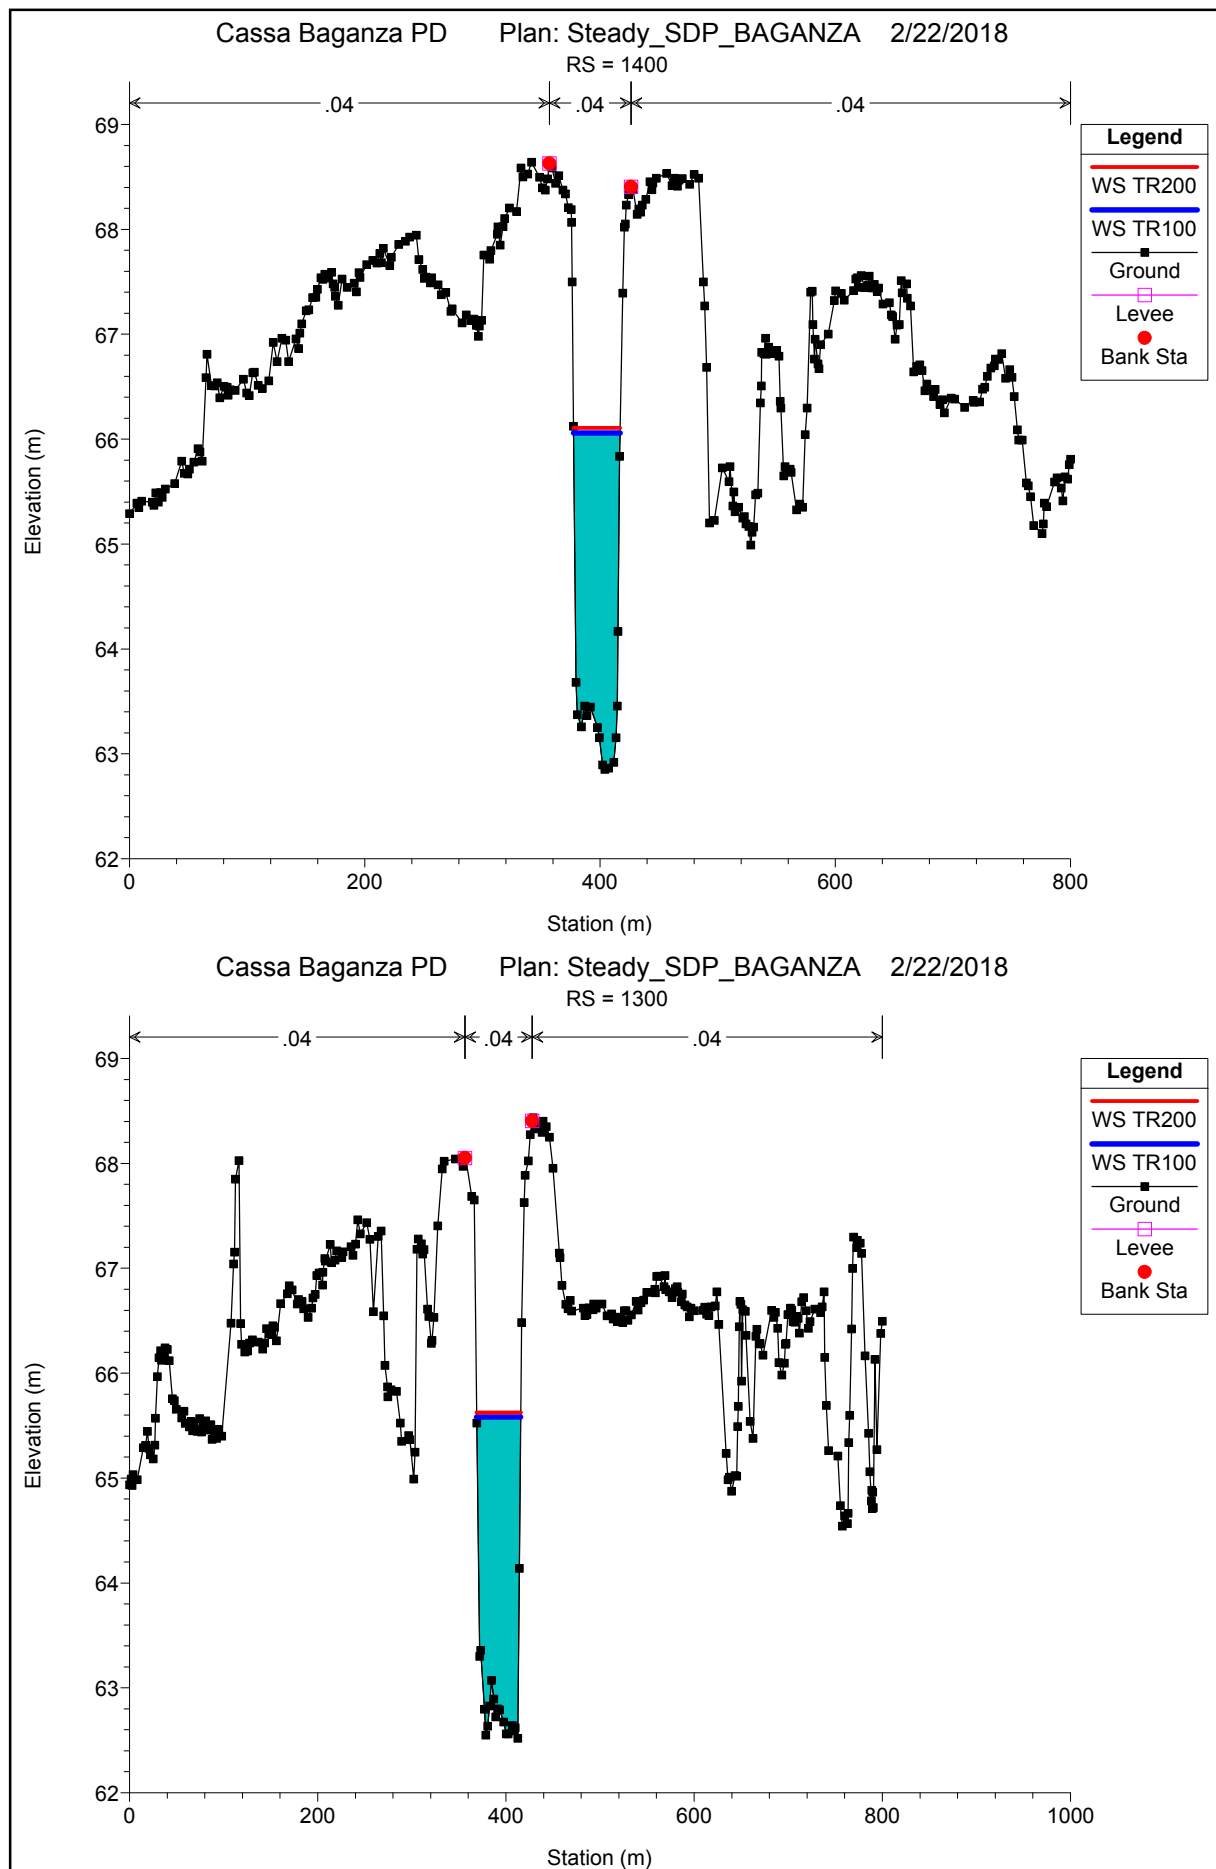 Cassa Baganza PD Plan: Steady_SDP_BAGANZA 2/22/2018
RS = 1400
.04 .04 .04
69
68
67
66
65
64
63
62
Elevation (m)
0 200 400 600 800
Station (m)
Legend
WS TR200
WS TR100
Ground
Levee
Bank Sta
Cassa Baganza PD Plan: Steady_SDP_BAGANZA 2/22/2018
RS = 1300
.04 .04 .04
69
68
67
66
65
64
63
62
Elevation (m)
0 200 400 600 800 1000
Station (m)
Legend
WS TR200
WS TR100
Ground
Levee
Bank Sta